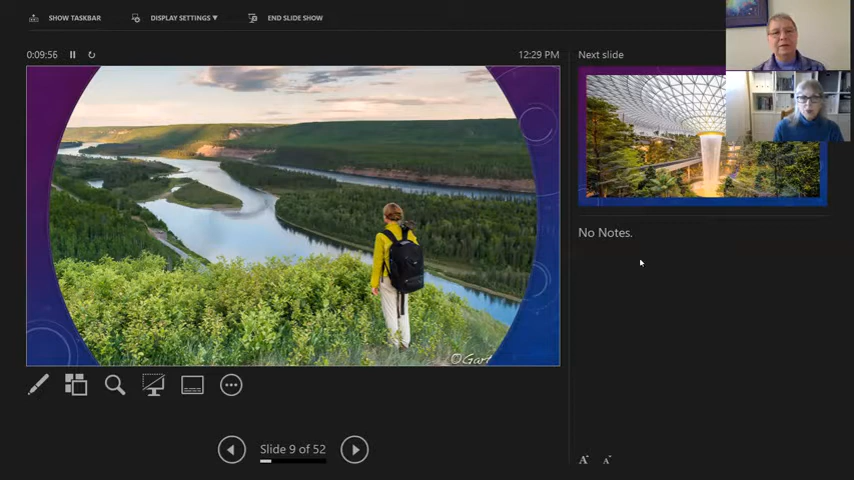 SHOW TASKBAR
DISPLAY SETTINGS ▼
END SLIDE SHOW
0:09:56
12:29 PM
Next slide
No Notes.
Slide 9 of 52
A
A